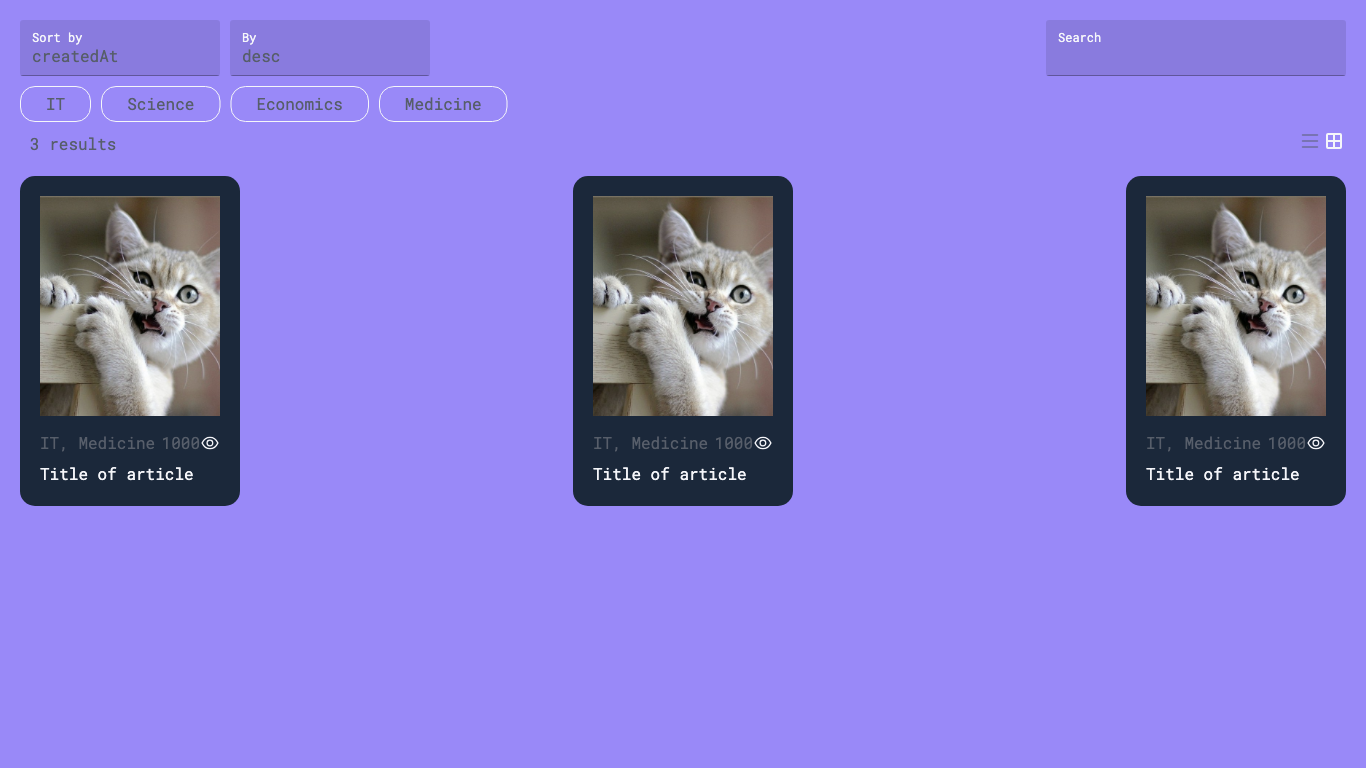 Sort by
createdAt
By
desc
Search
IT
Science
Economics
Medicine
3 results
IT, Medicine 1000
Title of article
IT, Medicine 1000
Title of article
IT, Medicine 1000
Title of article